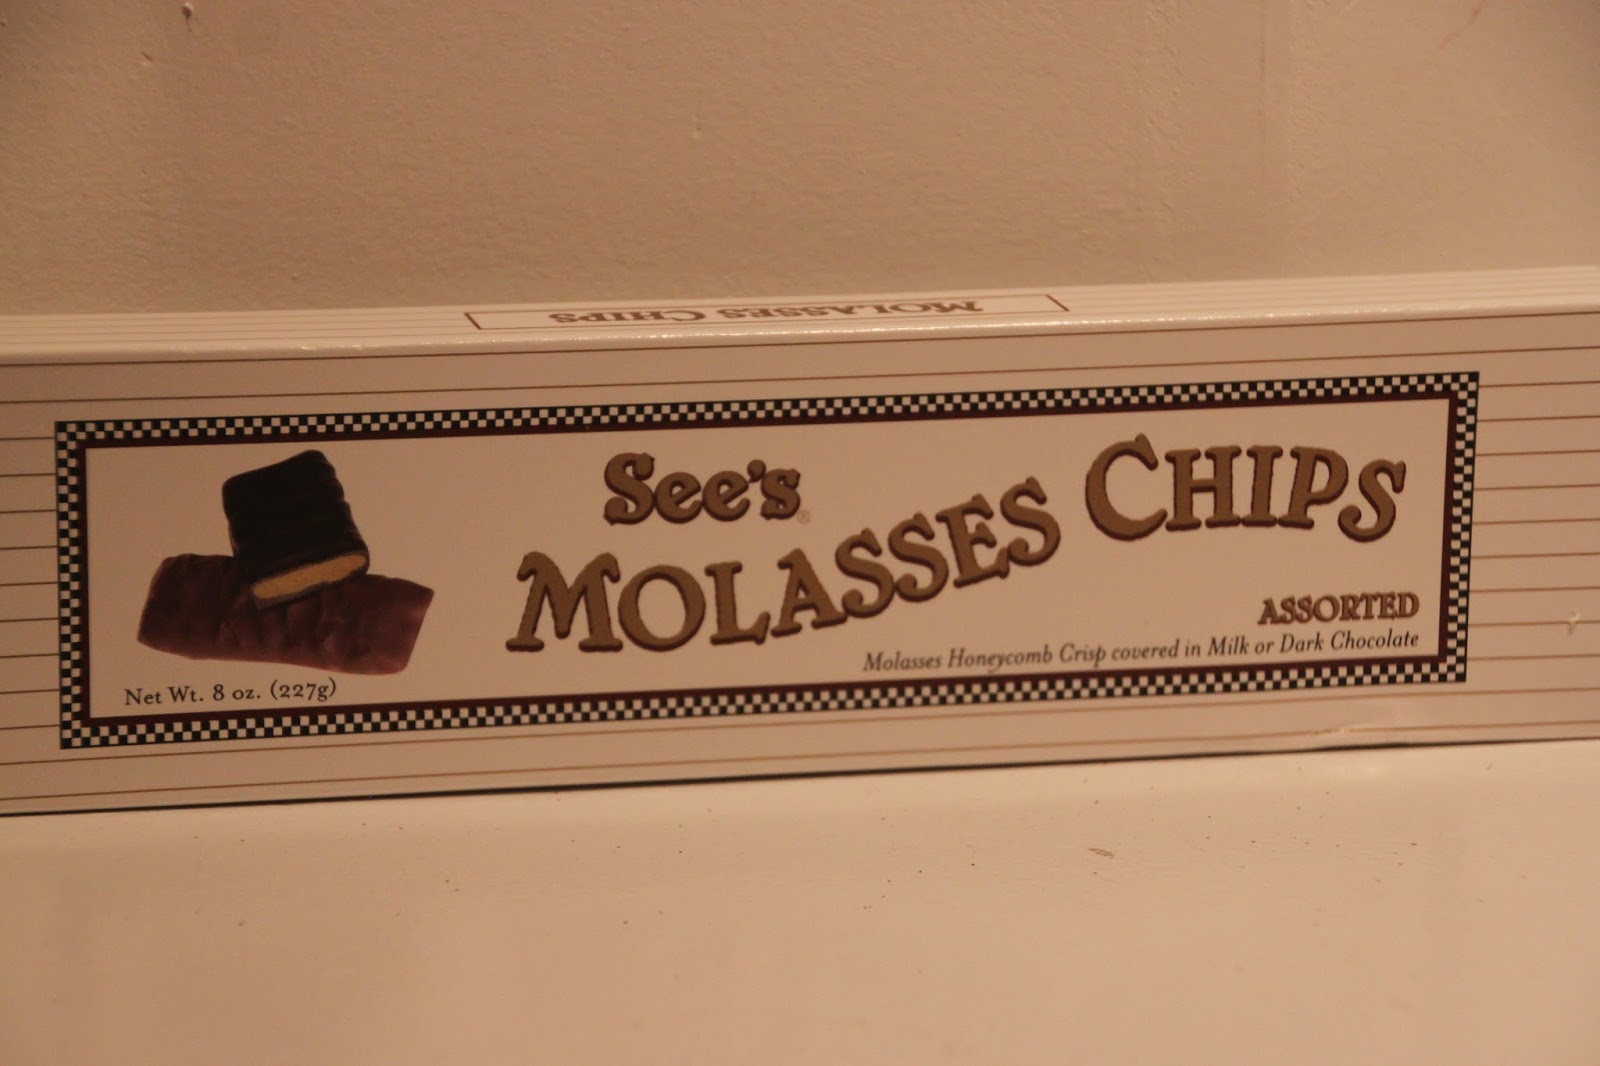 MOLASSES CHIPS
See's®
MOLASSES CHIPS
ASSORTED
Molasses Honeycomb Crisp covered in Milk or Dark Chocolate
Net Wt. 8 oz. (227g)